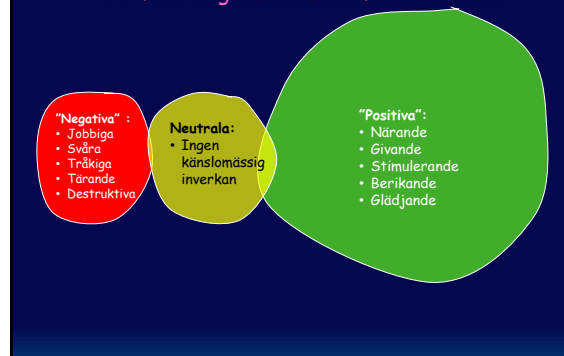 "Negativa" :
• Jobbiga
• Svåra
• Tråkiga
• Tärande
• Destruktiva
Neutrala:
• Ingen
känslomässig
inverkan
"Positiva":
• Närande
• Givande
• Stimulerande
• Berikande
• Glädjande